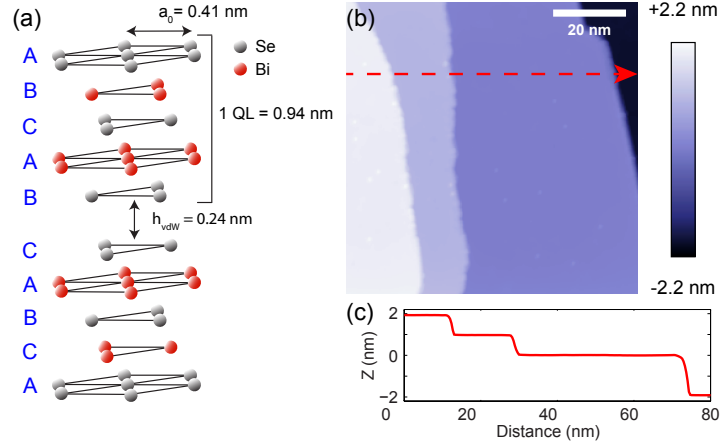 (a)
a₀ = 0.41 nm
A
Se
Bi
B
1 QL = 0.94 nm
C
A
B
h_vdW = 0.24 nm
C
A
B
C
A
(b)
20 nm
+2.2 nm
-2.2 nm
(c)
Z (nm)
2
0
−2
0
20
40
60
80
Distance (nm)